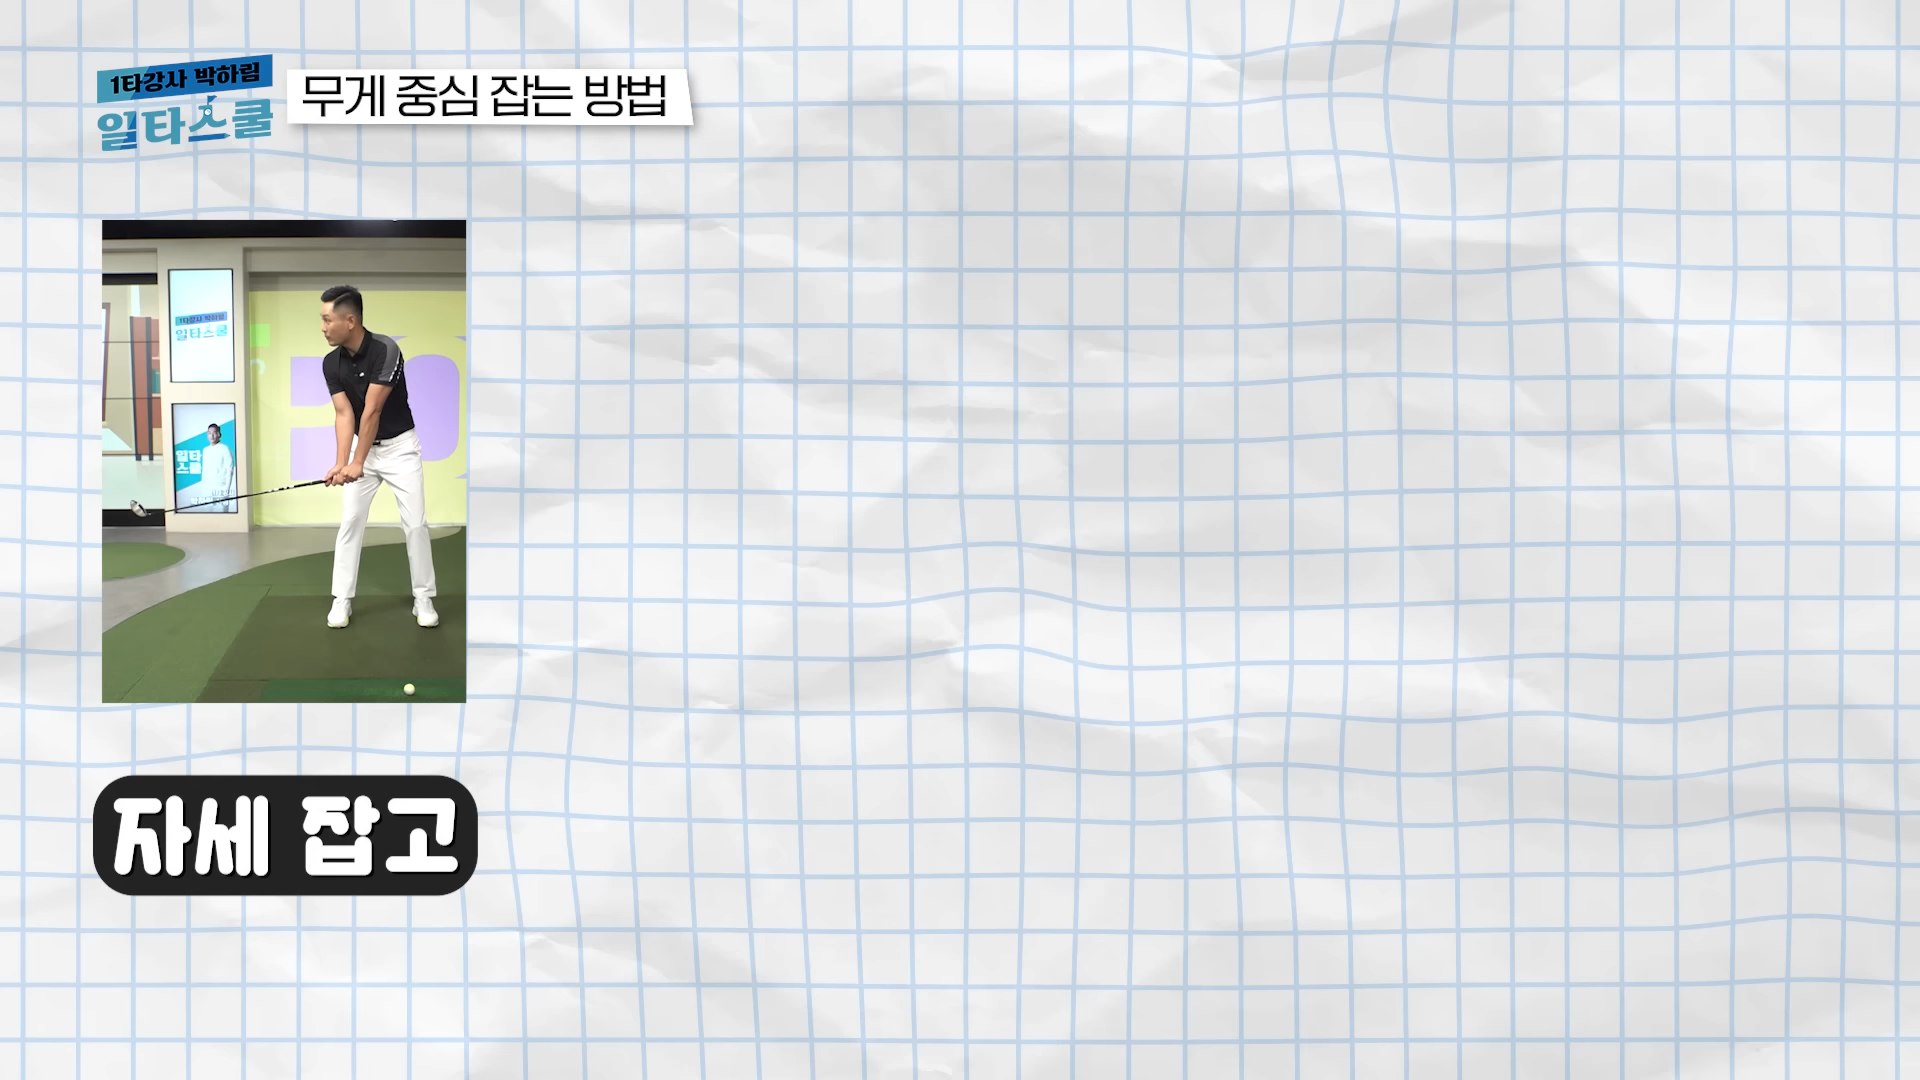 1타강사 박하림
일타스쿨
무게 중심 잡는 방법
1타강사 박하림
일타스쿨
일타
스쿨
자세 잡고